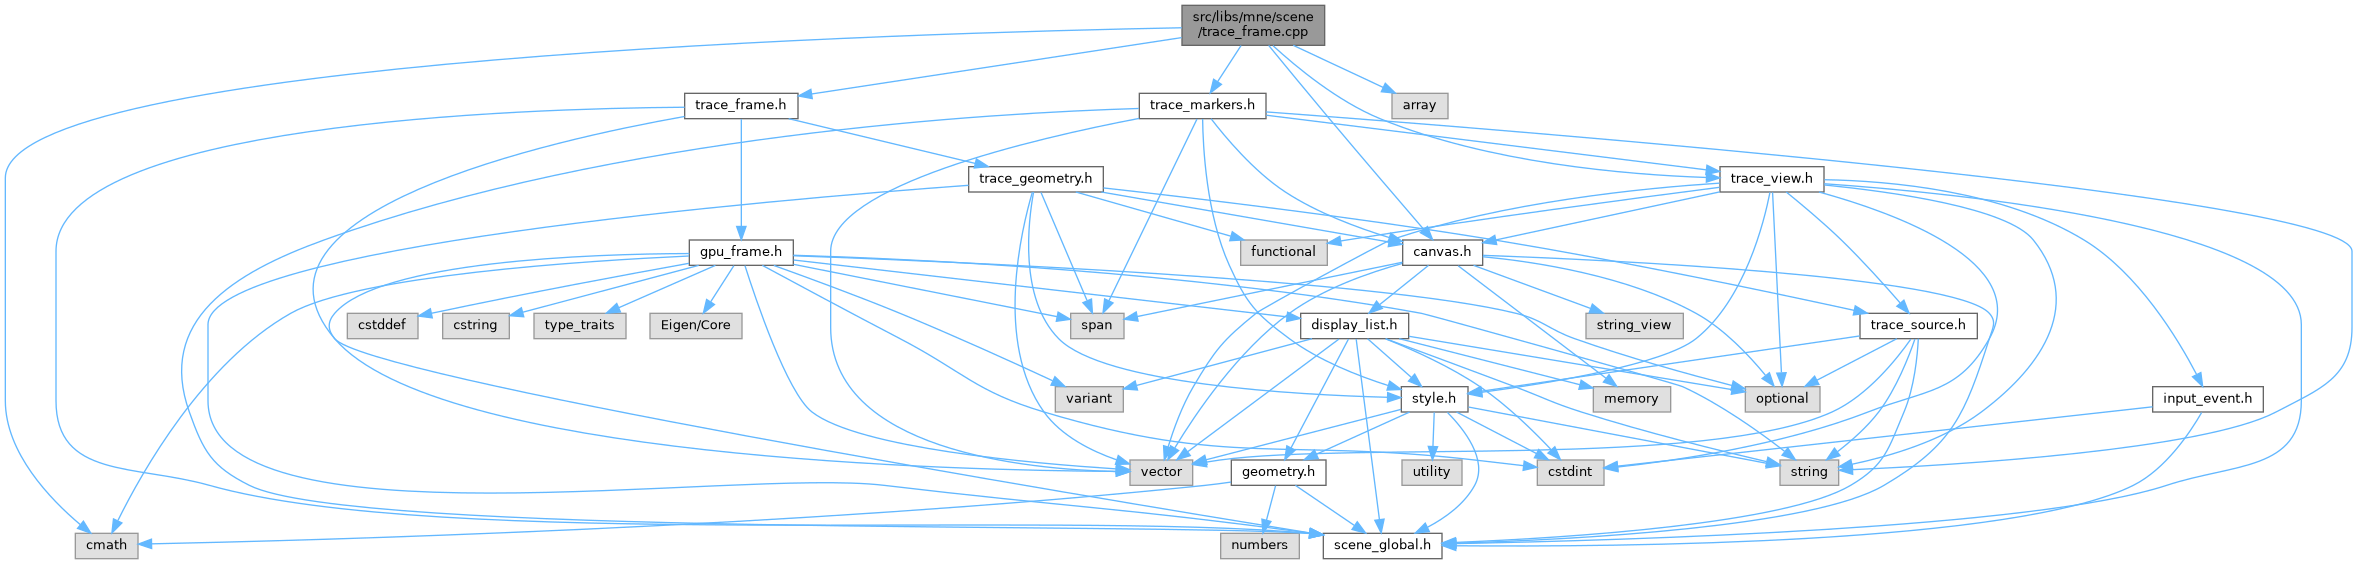 src/libs/mne/scene
/trace_frame.cpp
trace_frame.h
trace_markers.h
array
trace_geometry.h
trace_view.h
gpu_frame.h
functional
canvas.h
cstddef
cstring
type_traits
Eigen/Core
span
display_list.h
string_view
trace_source.h
variant
style.h
memory
optional
input_event.h
vector
geometry.h
utility
cstdint
string
cmath
numbers
scene_global.h